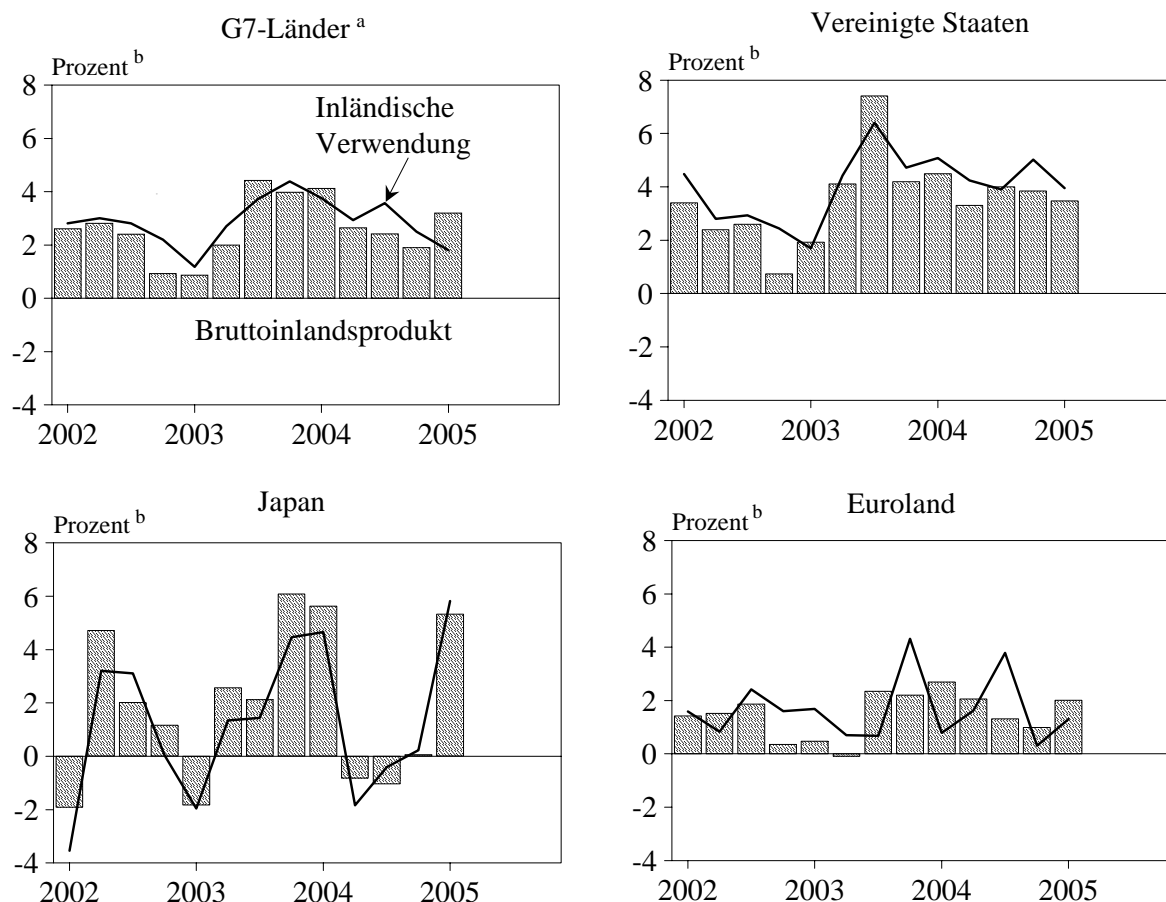 G7-Länder a
Prozent b
8
6
4
2
0
-2
-4
Inländische
Verwendung
Bruttoinlandsprodukt
2002 2003 2004 2005
Vereinigte Staaten
Prozent b
8
6
4
2
0
-2
-4
2002 2003 2004 2005
Japan
Prozent b
8
6
4
2
0
-2
-4
2002 2003 2004 2005
Euroland
Prozent b
8
6
4
2
0
-2
-4
2002 2003 2004 2005